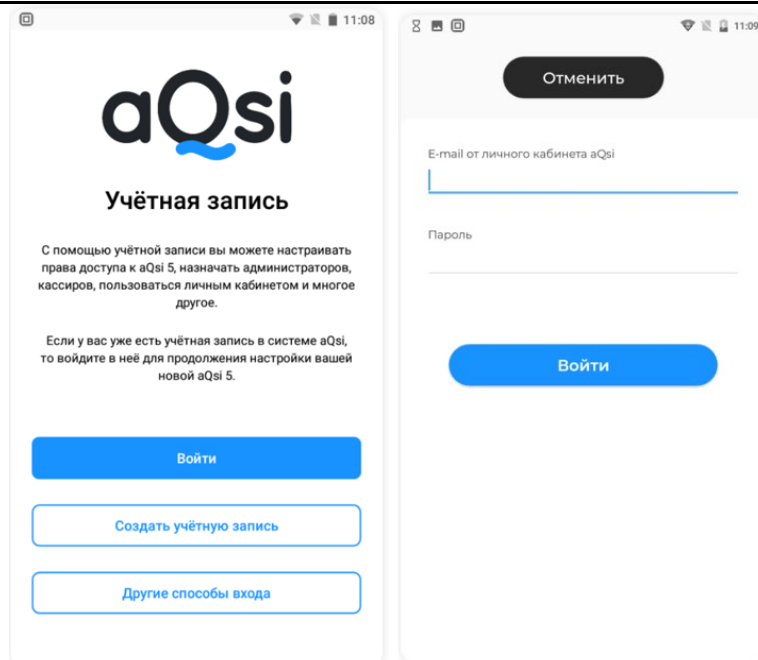 11:08
aQsi
Учётная запись
С помощью учётной записи вы можете настраивать
права доступа к aQsi 5, назначать администраторов,
кассиров, пользоваться личным кабинетом и многое
другое.
Если у вас уже есть учётная запись в системе aQsi,
то войдите в неё для продолжения настройки вашей
новой aQsi 5.
Войти
Создать учётную запись
Другие способы входа
11:09
Отменить
E-mail от личного кабинета aQsi
Пароль
Войти